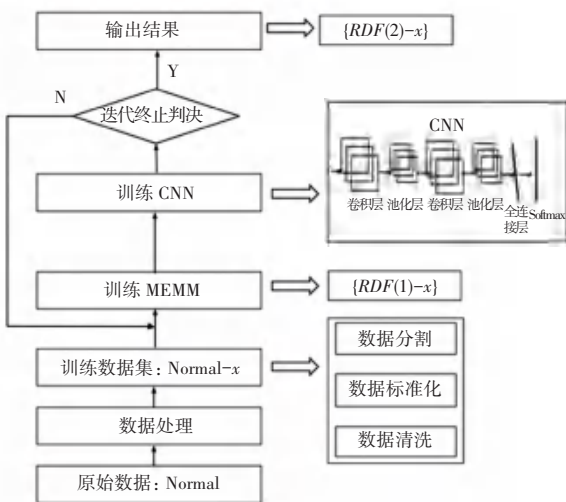 输出结果
{RDF(2)-x}
Y
N
迭代终止判决
CNN
训练 CNN
卷积层 池化层 卷积层 池化层 全连接层 Softmax
训练 MEMM
{RDF(1)-x}
数据分割
训练数据集: Normal-x
数据标准化
数据处理
数据清洗
原始数据: Normal